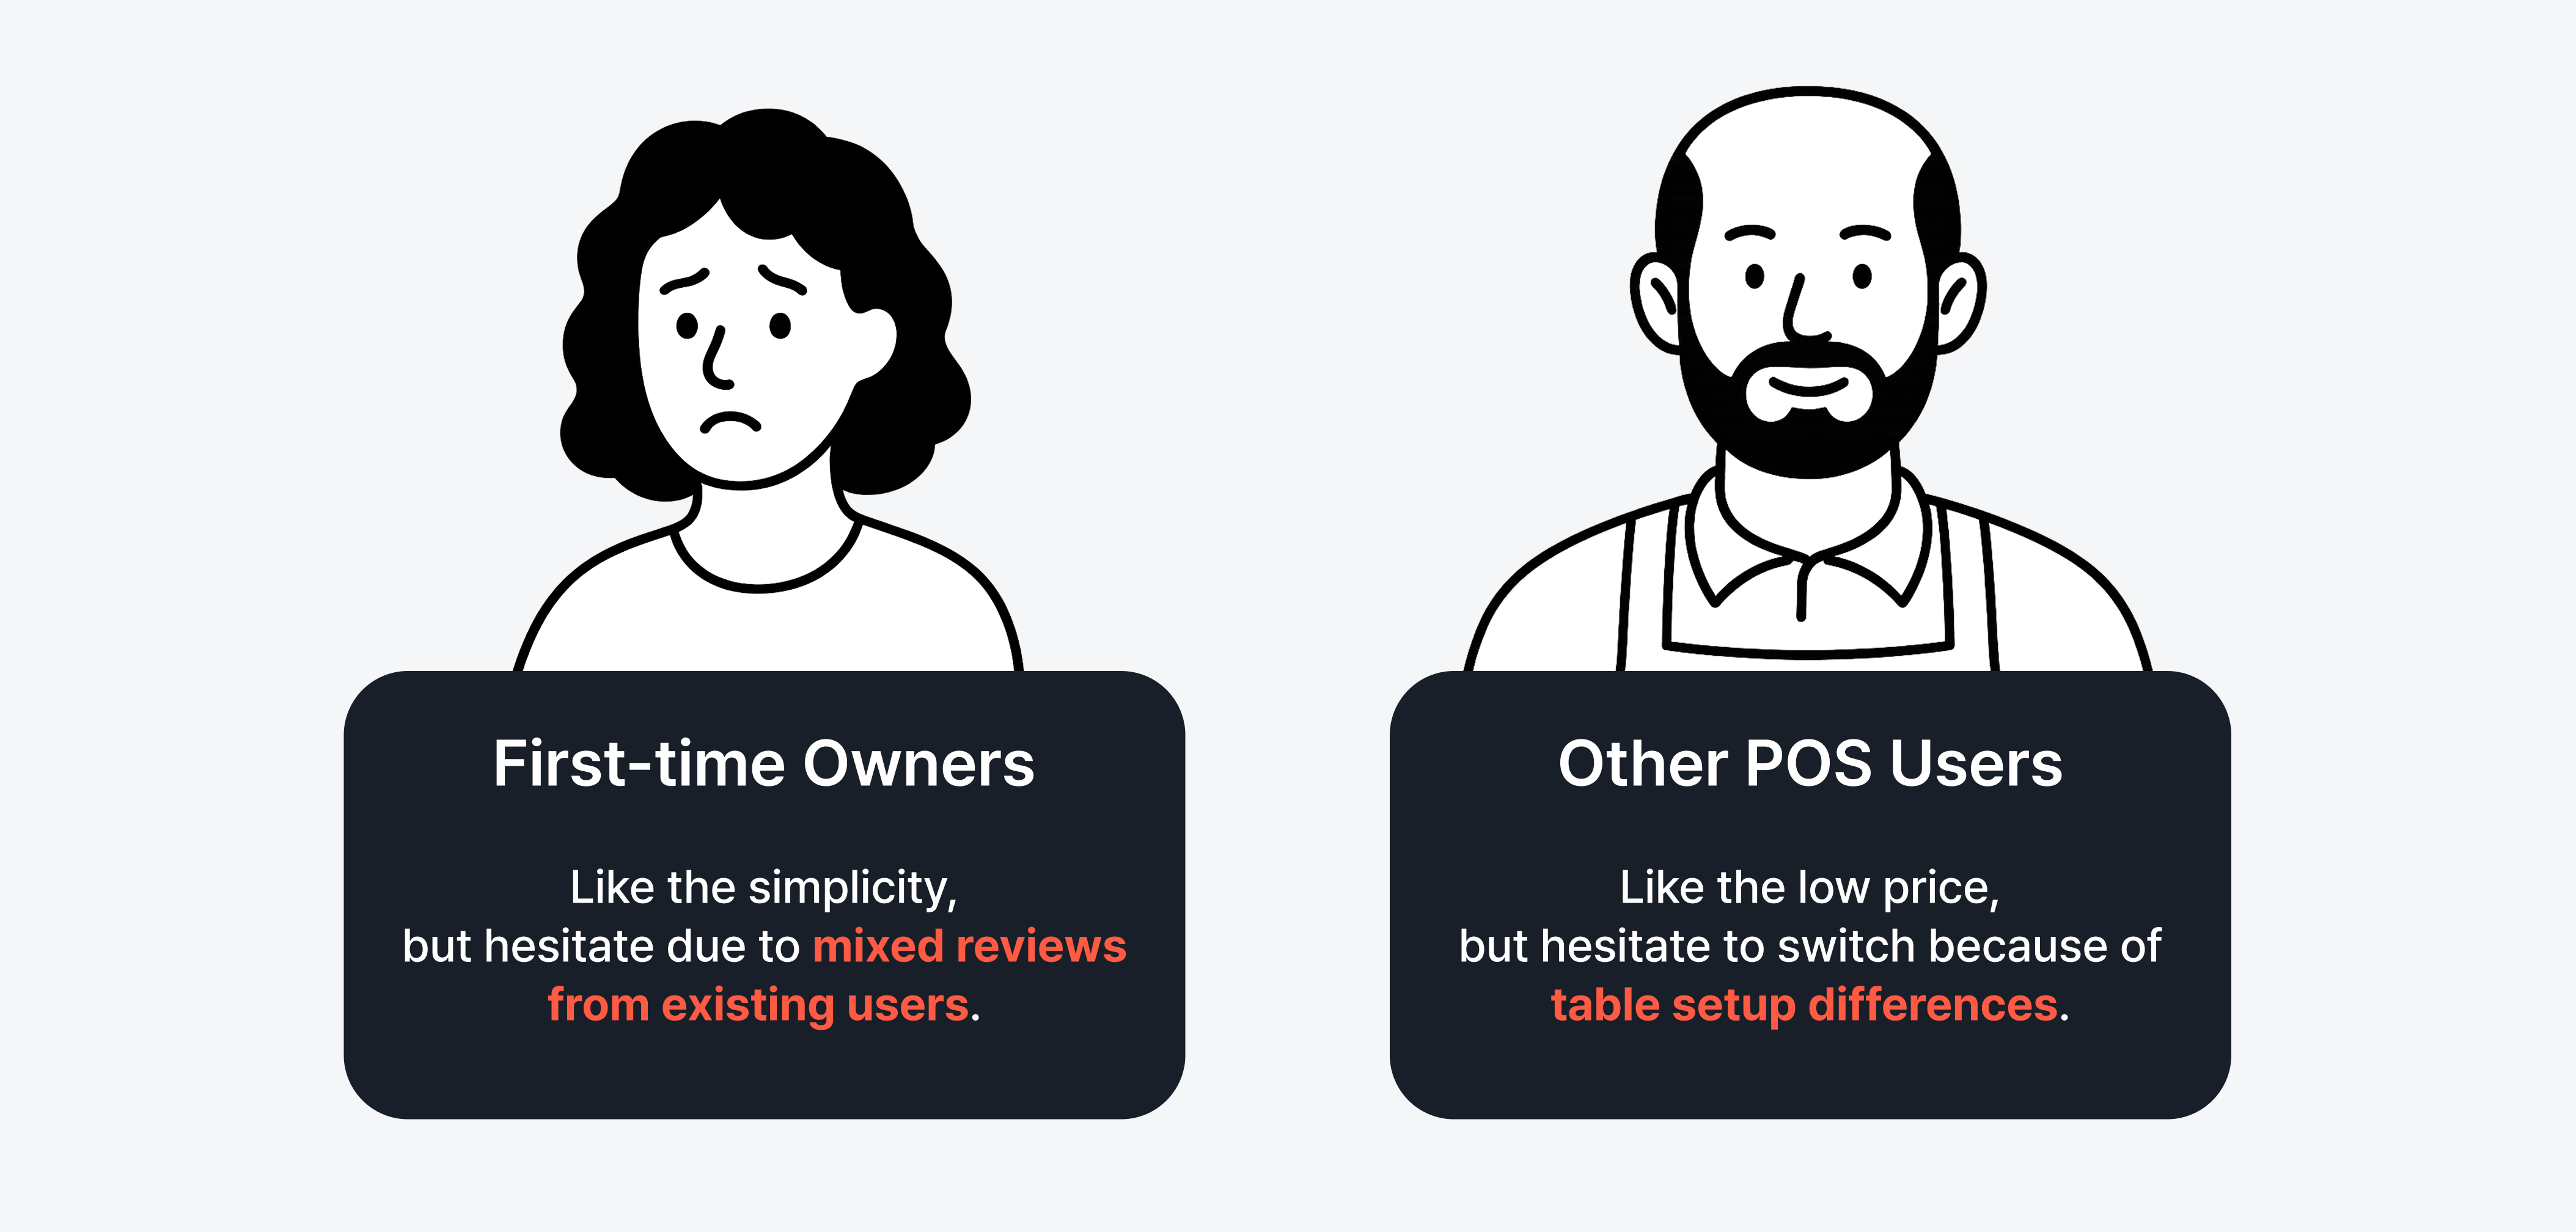 First-time Owners
Like the simplicity,
but hesitate due to mixed reviews
from existing users.
Other POS Users
Like the low price,
but hesitate to switch because of
table setup differences.